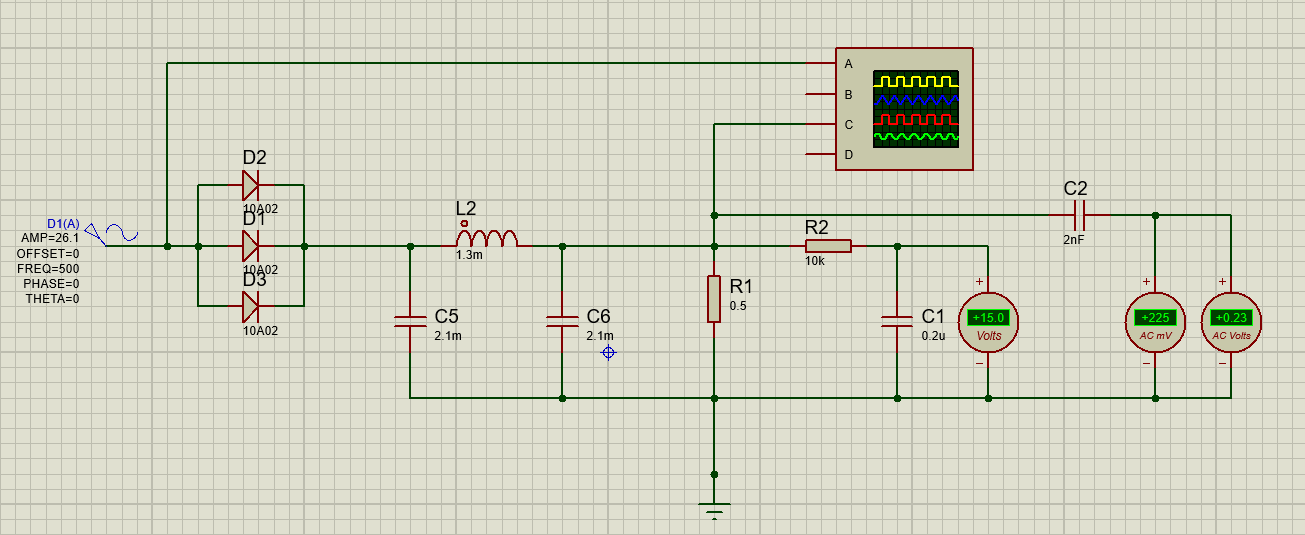 A
B
C
D
D2
10A02
D1
10A02
D3
10A02
D1(A)
AMP=26.1
OFFSET=0
FREQ=500
PHASE=0
THETA=0
L2
1.3m
C5
2.1m
C6
2.1m
R1
0.5
R2
10k
C1
0.2u
+
+15.0
Volts
−
C2
2nF
+
+225
AC mV
−
+
+0.23
AC Volts
−